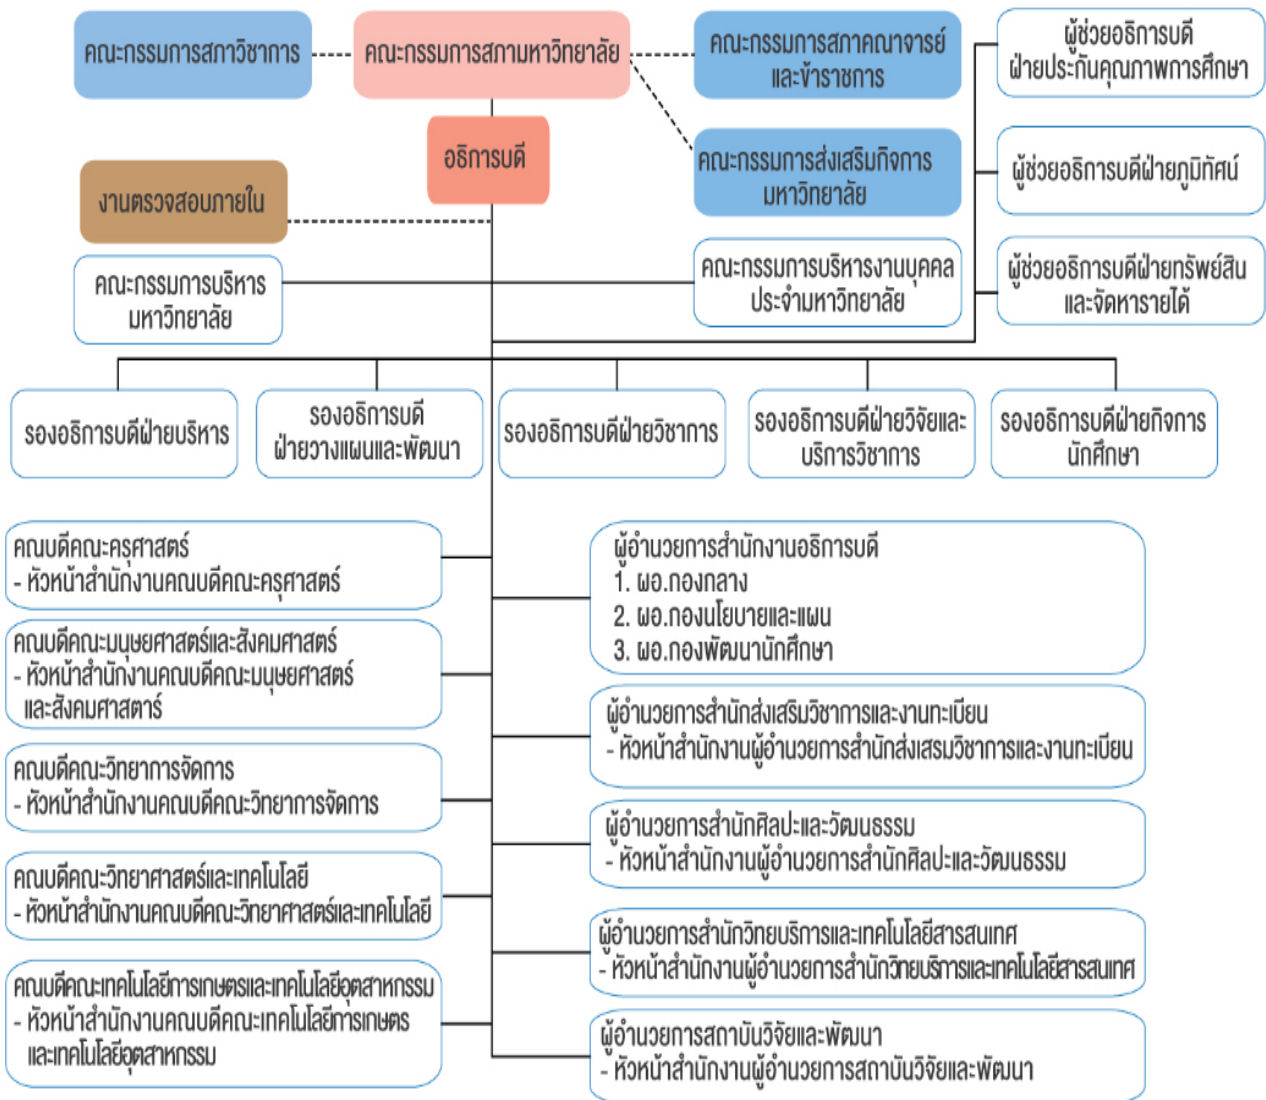 คณะกรรมการสภาวิชาการ
คณะกรรมการสภามหาวิทยาลัย
คณะกรรมการสภาคณาจารย์
และข้าราชการ
ผู้ช่วยอธิการบดี
ฝ่ายประกันคุณภาพการศึกษา
อธิการบดี
คณะกรรมการส่งเสริมกิจการ
มหาวิทยาลัย
ผู้ช่วยอธิการบดีฝ่ายภูมิทัศน์
งานตรวจสอบภายใน
คณะกรรมการบริหาร
มหาวิทยาลัย
คณะกรรมการบริหารงานบุคคล
ประจำมหาวิทยาลัย
ผู้ช่วยอธิการบดีฝ่ายทรัพย์สิน
และจัดหารายได้
รองอธิการบดีฝ่ายบริหาร
รองอธิการบดี
ฝ่ายวางแผนและพัฒนา
รองอธิการบดีฝ่ายวิชาการ
รองอธิการบดีฝ่ายวิจัยและ
บริการวิชาการ
รองอธิการบดีฝ่ายกิจการ
นักศึกษา
คณบดีคณะครุศาสตร์
- หัวหน้าสำนักงานคณบดีคณะครุศาสตร์
คณบดีคณะมนุษยศาสตร์และสังคมศาสตร์
- หัวหน้าสำนักงานคณบดีคณะมนุษยศาสตร์
และสังคมศาสตาร์
คณบดีคณะวิทยาการจัดการ
- หัวหน้าสำนักงานคณบดีคณะวิทยาการจัดการ
คณบดีคณะวิทยาศาสตร์และเทคโนโลยี
- หัวหน้าสำนักงานคณบดีคณะวิทยาศาสตร์และเทคโนโลยี
คณบดีคณะเทคโนโลยีการเกษตรและเทคโนโลยีอุตสาหกรรม
- หัวหน้าสำนักงานคณบดีคณะเทคโนโลยีการเกษตร
และเทคโนโลยีอุตสาหกรรม
ผู้อำนวยการสำนักงานอธิการบดี
1. ผอ.กองกลาง
2. ผอ.กองนโยบายและแผน
3. ผอ.กองพัฒนานักศึกษา
ผู้อำนวยการสำนักส่งเสริมวิชาการและงานทะเบียน
- หัวหน้าสำนักงานผู้อำนวยการสำนักส่งเสรมวิชาการและงานทะเบียน
ผู้อำนวยการสำนักศิลปะและวัฒนธรรม
- หัวหน้าสำนักงานผู้อำนวยการสำนักศิลปะและวัฒนธรรม
ผู้อำนวยการสำนักวิทยบริการและเทคโนโลยีสารสนเทศ
- หัวหน้าสำนักงานผู้อำนวยการสำนักวิทยบริการและเทคโนโลยีสารสนเทศ
ผู้อำนวยการสถาบันวิจัยและพัฒนา
- หัวหน้าสำนักงานผู้อำนวยการสถาบันวิจัยและพัฒนา